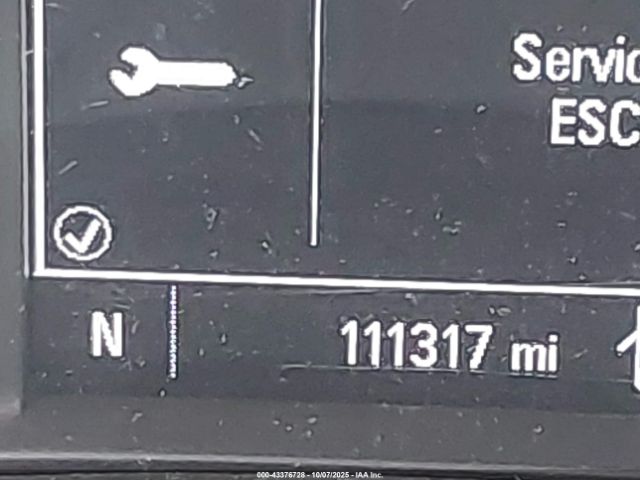 Servic
ESC
N
111317 mi
000-43376728 - 10/07/2025 - IAA Inc.